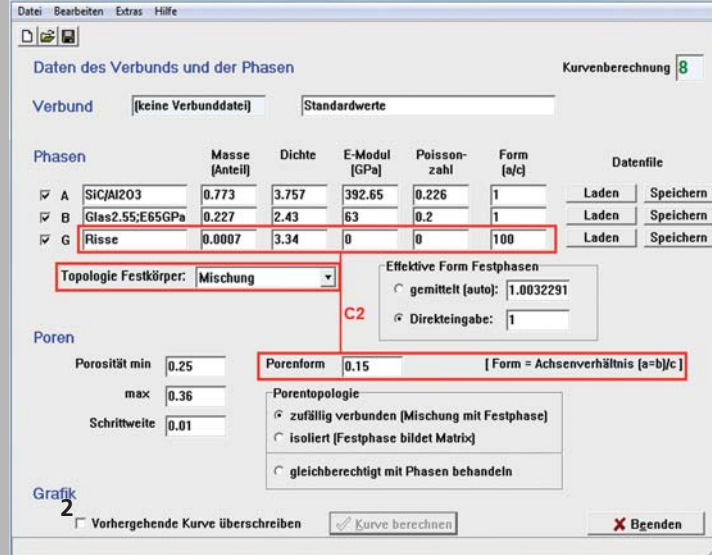 Datei Bearbeiten Extras Hilfe
Daten des Verbunds und der Phasen
Kurvenberechnung 8
Verbund (keine Verbunddatei) Standardwerte
Phasen Masse (Anteil) Dichte E-Modul [GPa] Poisson-zahl Form (a/c) Datenfile
A SiC/Al2O3 0.773 3.757 392.65 0.226 1 Laden Speichern
B Glas2.55;E65GPa 0.227 2.43 63 0.2 1 Laden Speichern
G Risse 0.0007 3.34 0 0 100 Laden Speichern
Topologie Festkörper: Mischung
Effektive Form Festphasen
gemittelt (auto): 1.0032291
C2
Direkteingabe: 1
Poren
Porosität min 0.25
Porenform 0.15 [ Form = Achsenverhältnis (a=b)/c ]
max 0.36
Schrittweite 0.01
Porentopologie
zufällig verbunden (Mischung mit Festphase)
isoliert (Festphase bildet Matrix)
gleichberechtigt mit Phasen behandeln
Grafik
2
Vorhergehende Kurve überschreiben Kurve berechnen Beenden